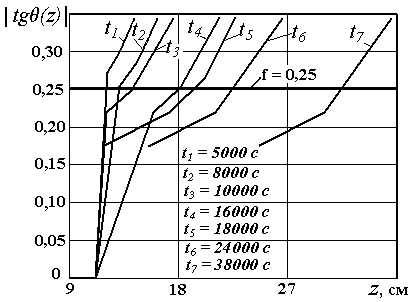 | tgθ(z) |
t1 t2 t3 t4 t5 t6 t7
0,30
f = 0,25
0,25
0,20
0,15
0,10
0,05
0
t1 = 5000 c
t2 = 8000 c
t3 = 10000 c
t4 = 16000 c
t5 = 18000 c
t6 = 24000 c
t7 = 38000 c
9 18 27 z, см